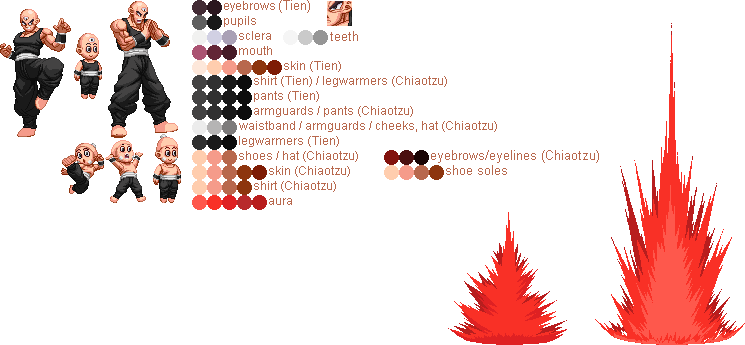 eyebrows (Tien)
pupils
sclera teeth
mouth
skin (Tien)
shirt (Tien) / legwarmers (Chiaotzu)
pants (Tien)
armguards / pants (Chiaotzu)
waistband / armguards / cheeks, hat (Chiaotzu)
legwarmers (Tien)
shoes / hat (Chiaotzu) eyebrows/eyelines (Chiaotzu)
skin (Chiaotzu) shoe soles
shirt (Chiaotzu)
aura